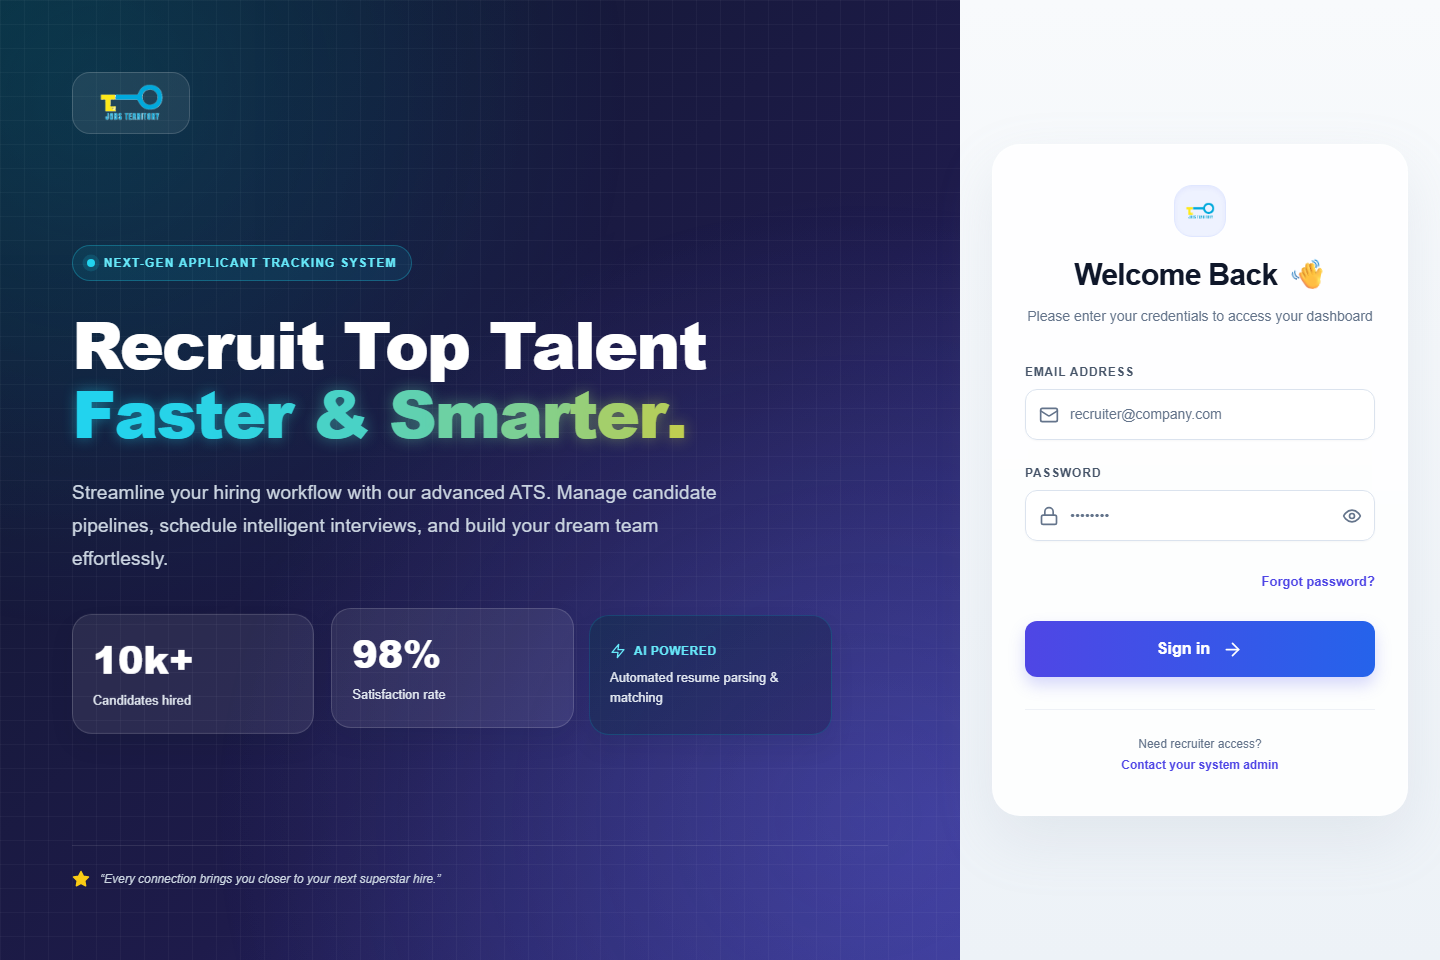 JOBS TERRITORY
NEXT-GEN APPLICANT TRACKING SYSTEM
Recruit Top Talent
Faster & Smarter.
Streamline your hiring workflow with our advanced ATS. Manage candidate
pipelines, schedule intelligent interviews, and build your dream team
effortlessly.
10k+
Candidates hired
98%
Satisfaction rate
AI POWERED
Automated resume parsing &
matching
“Every connection brings you closer to your next superstar hire.”
JOBS TERRITORY
Welcome Back 👋
Please enter your credentials to access your dashboard
EMAIL ADDRESS
recruiter@company.com
PASSWORD
••••••••
Forgot password?
Sign in →
Need recruiter access?
Contact your system admin